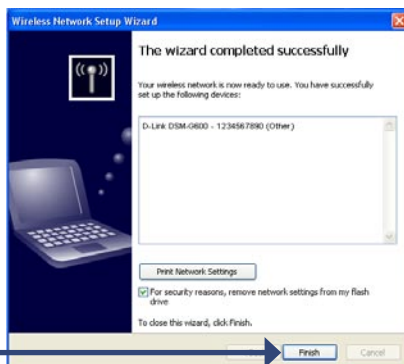 Wireless Network Setup Wizard
The wizard completed successfully
Your wireless network is now ready to use. You have successfully
set up the following devices:
D-Link DSM-G600 - 1234567890 (Other)
Print Network Settings
For security reasons, remove network settings from my flash
drive
To close this wizard, click Finish.
Finish
Cancel